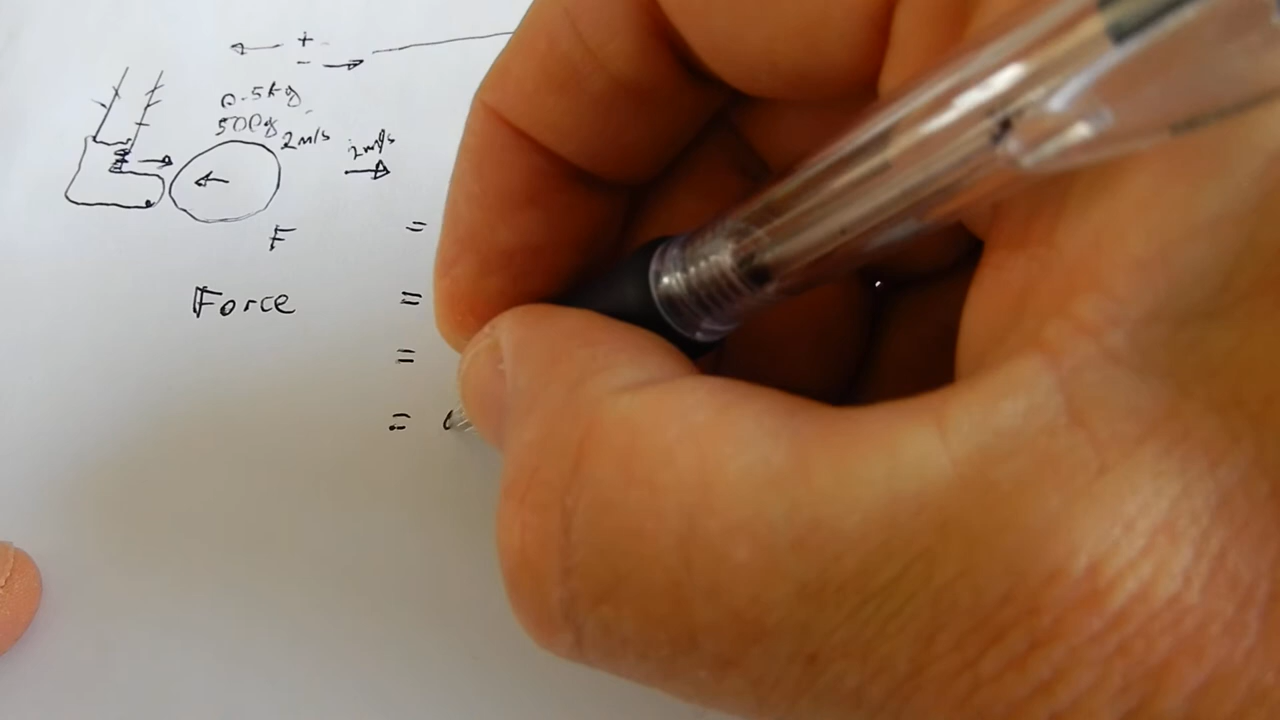 +
-
0.5kg
500g
2m/s 2m/s
F =
Force =
=
=